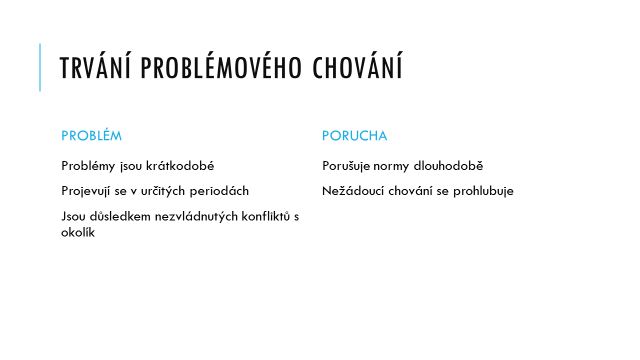 TRVÁNÍ PROBLÉMOVÉHO CHOVÁNÍ
PROBLÉM
Problémy jsou krátkodobé
Projevují se v určitých periodách
Jsou důsledkem nezvládnutých konfliktů s
okolík
PORUCHA
Porušuje normy dlouhodobě
Nežádoucí chování se prohlubuje